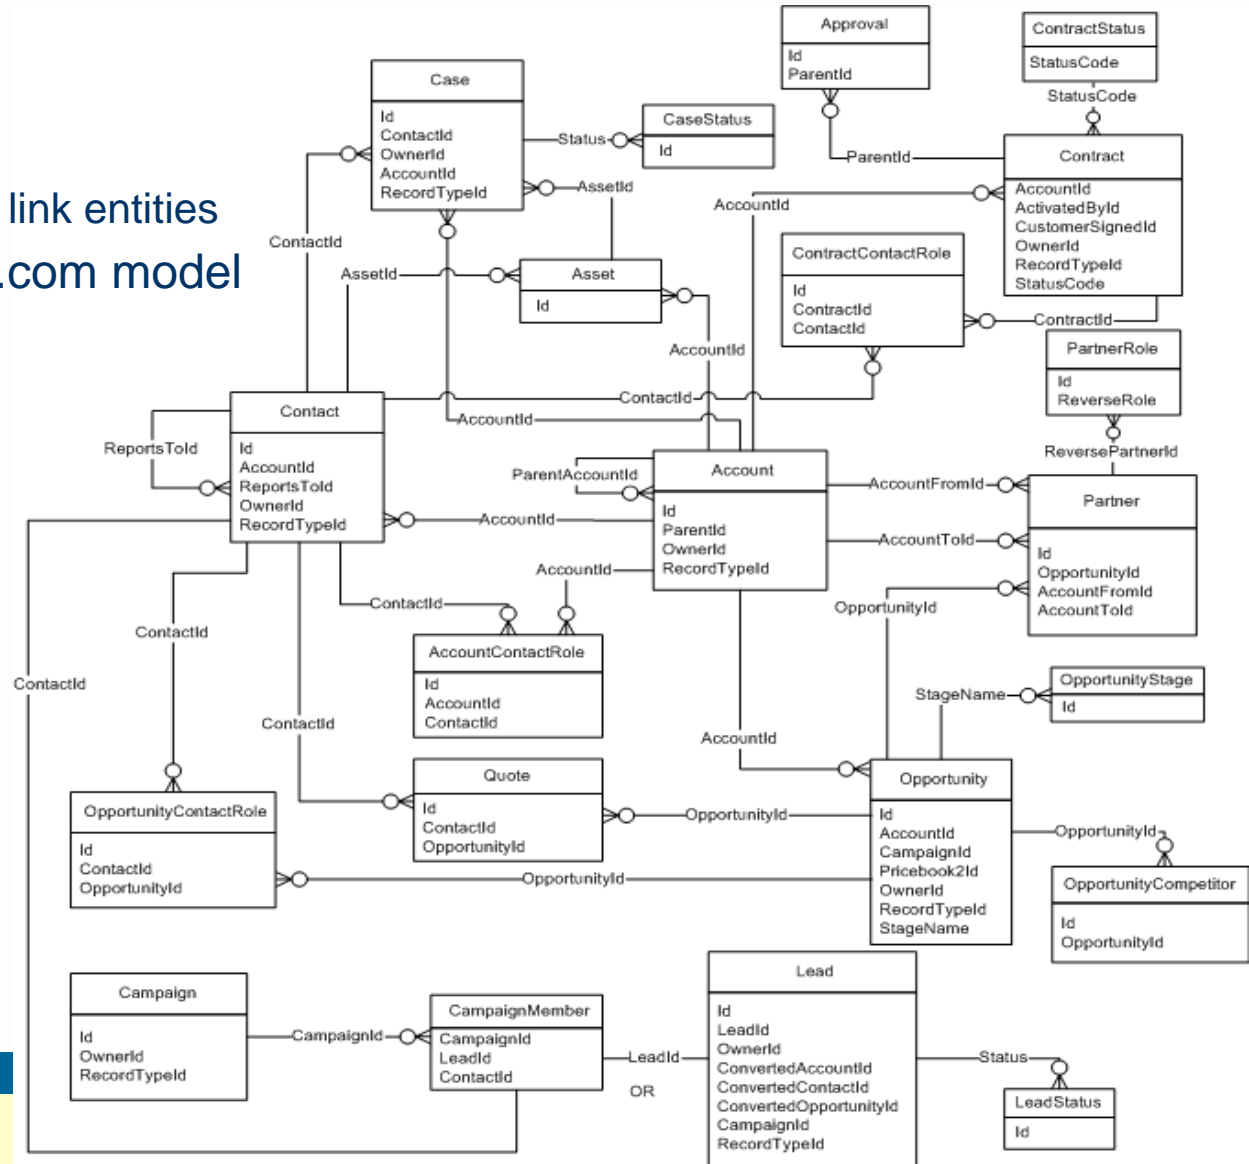 link entities
.com model
Approval
Id
ParentId
ContractStatus
StatusCode
StatusCode
Case
Id
ContactId
OwnerId
AccountId
RecordTypeId
Status
CaseStatus
Id
AssetId
ParentId
Contract
AccountId
ActivatedById
CustomerSignedId
OwnerId
RecordTypeId
StatusCode
AccountId
ContactId
AssetId
Asset
Id
ContractContactRole
Id
ContractId
ContactId
ContractId
AccountId
PartnerRole
Id
ReverseRole
ContactId
AccountId
ReversePartnerId
Contact
Id
AccountId
ReportsToId
OwnerId
RecordTypeId
ReportsToId
ParentAccountId
Account
Id
ParentId
OwnerId
RecordTypeId
AccountFromId
Partner
Id
OpportunityId
AccountFromId
AccountToId
AccountId
AccountToId
AccountId
ContactId
OpportunityId
ContactId
AccountContactRole
Id
AccountId
ContactId
ContactId
StageName
OpportunityStage
Id
ContactId
AccountId
Quote
Id
ContactId
OpportunityId
OpportunityId
Opportunity
Id
AccountId
CampaignId
Pricebook2Id
OwnerId
RecordTypeId
StageName
OpportunityContactRole
Id
ContactId
OpportunityId
OpportunityId
OpportunityId
OpportunityCompetitor
Id
OpportunityId
Campaign
Id
OwnerId
RecordTypeId
CampaignId
CampaignMember
CampaignId
LeadId
ContactId
LeadId
OR
Lead
Id
LeadId
OwnerId
ConvertedAccountId
ConvertedContactId
ConvertedOpportunityId
CampaignId
RecordTypeId
Status
LeadStatus
Id